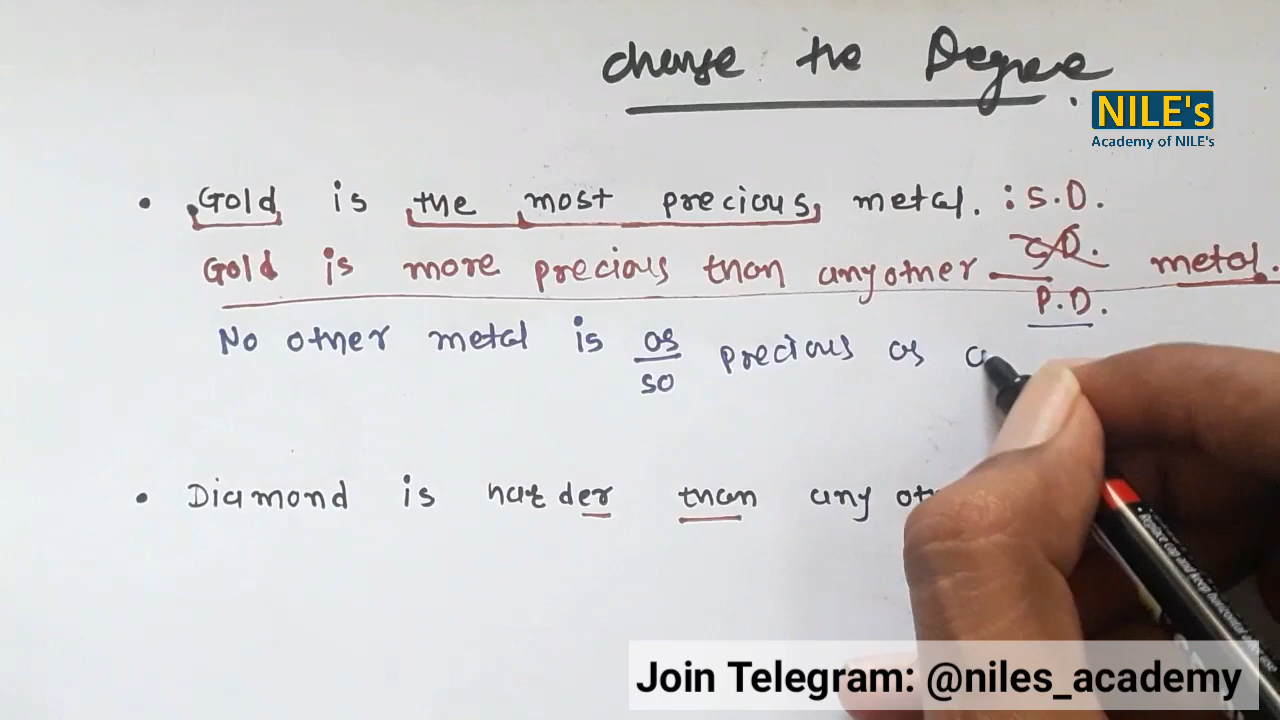 change the Degree.
NILE's
Academy of NILE's
• Gold is the most precious metal. : S.D.
Gold is more precious than any other metal.
P.D.
No other metal is as precious as
so
• Diamond is harder than any
Join Telegram: @niles_academy